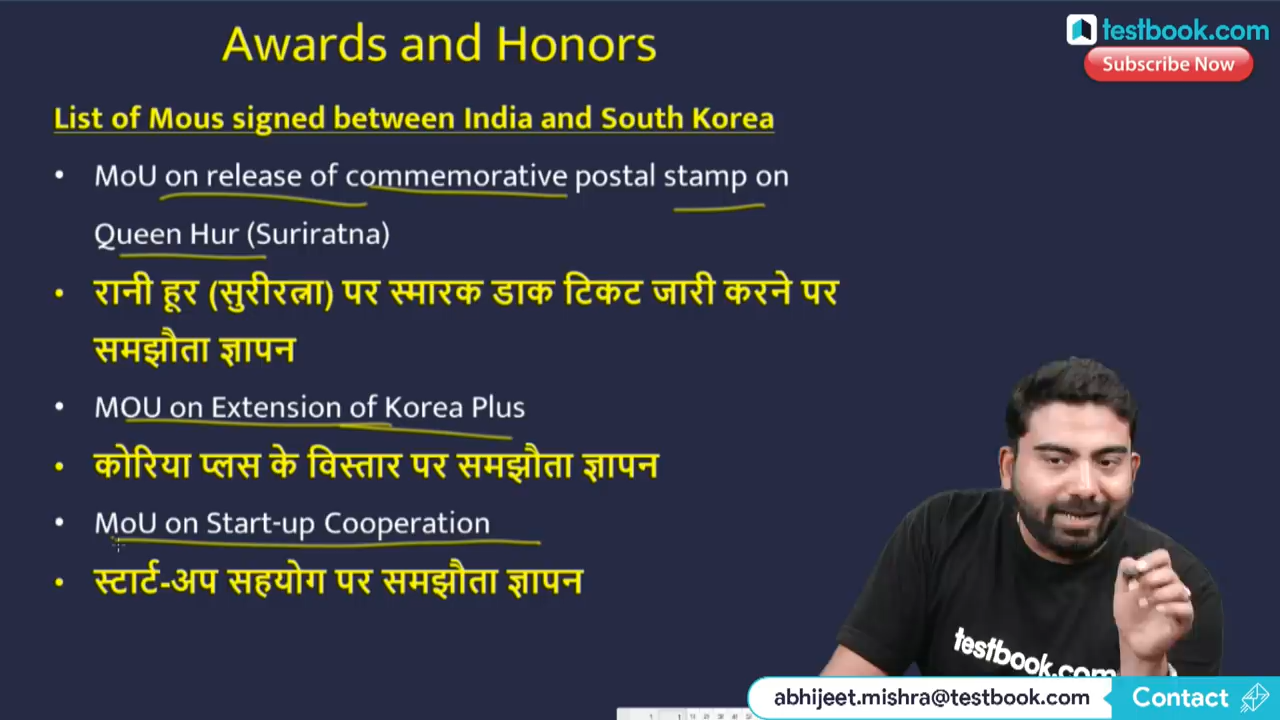 Awards and Honors
testbook.com
Subscribe Now
List of Mous signed between India and South Korea
• MoU on release of commemorative postal stamp on
Queen Hur (Suriratna)
• रानी हूर (सुरीरत्ना) पर स्मारक डाक टिकट जारी करने पर
समझौता ज्ञापन
• MOU on Extension of Korea Plus
• कोरिया प्लस के विस्तार पर समझौता ज्ञापन
• MoU on Start-up Cooperation
• स्टार्ट-अप सहयोग पर समझौता ज्ञापन
testbook.com
abhijeet.mishra@testbook.com Contact